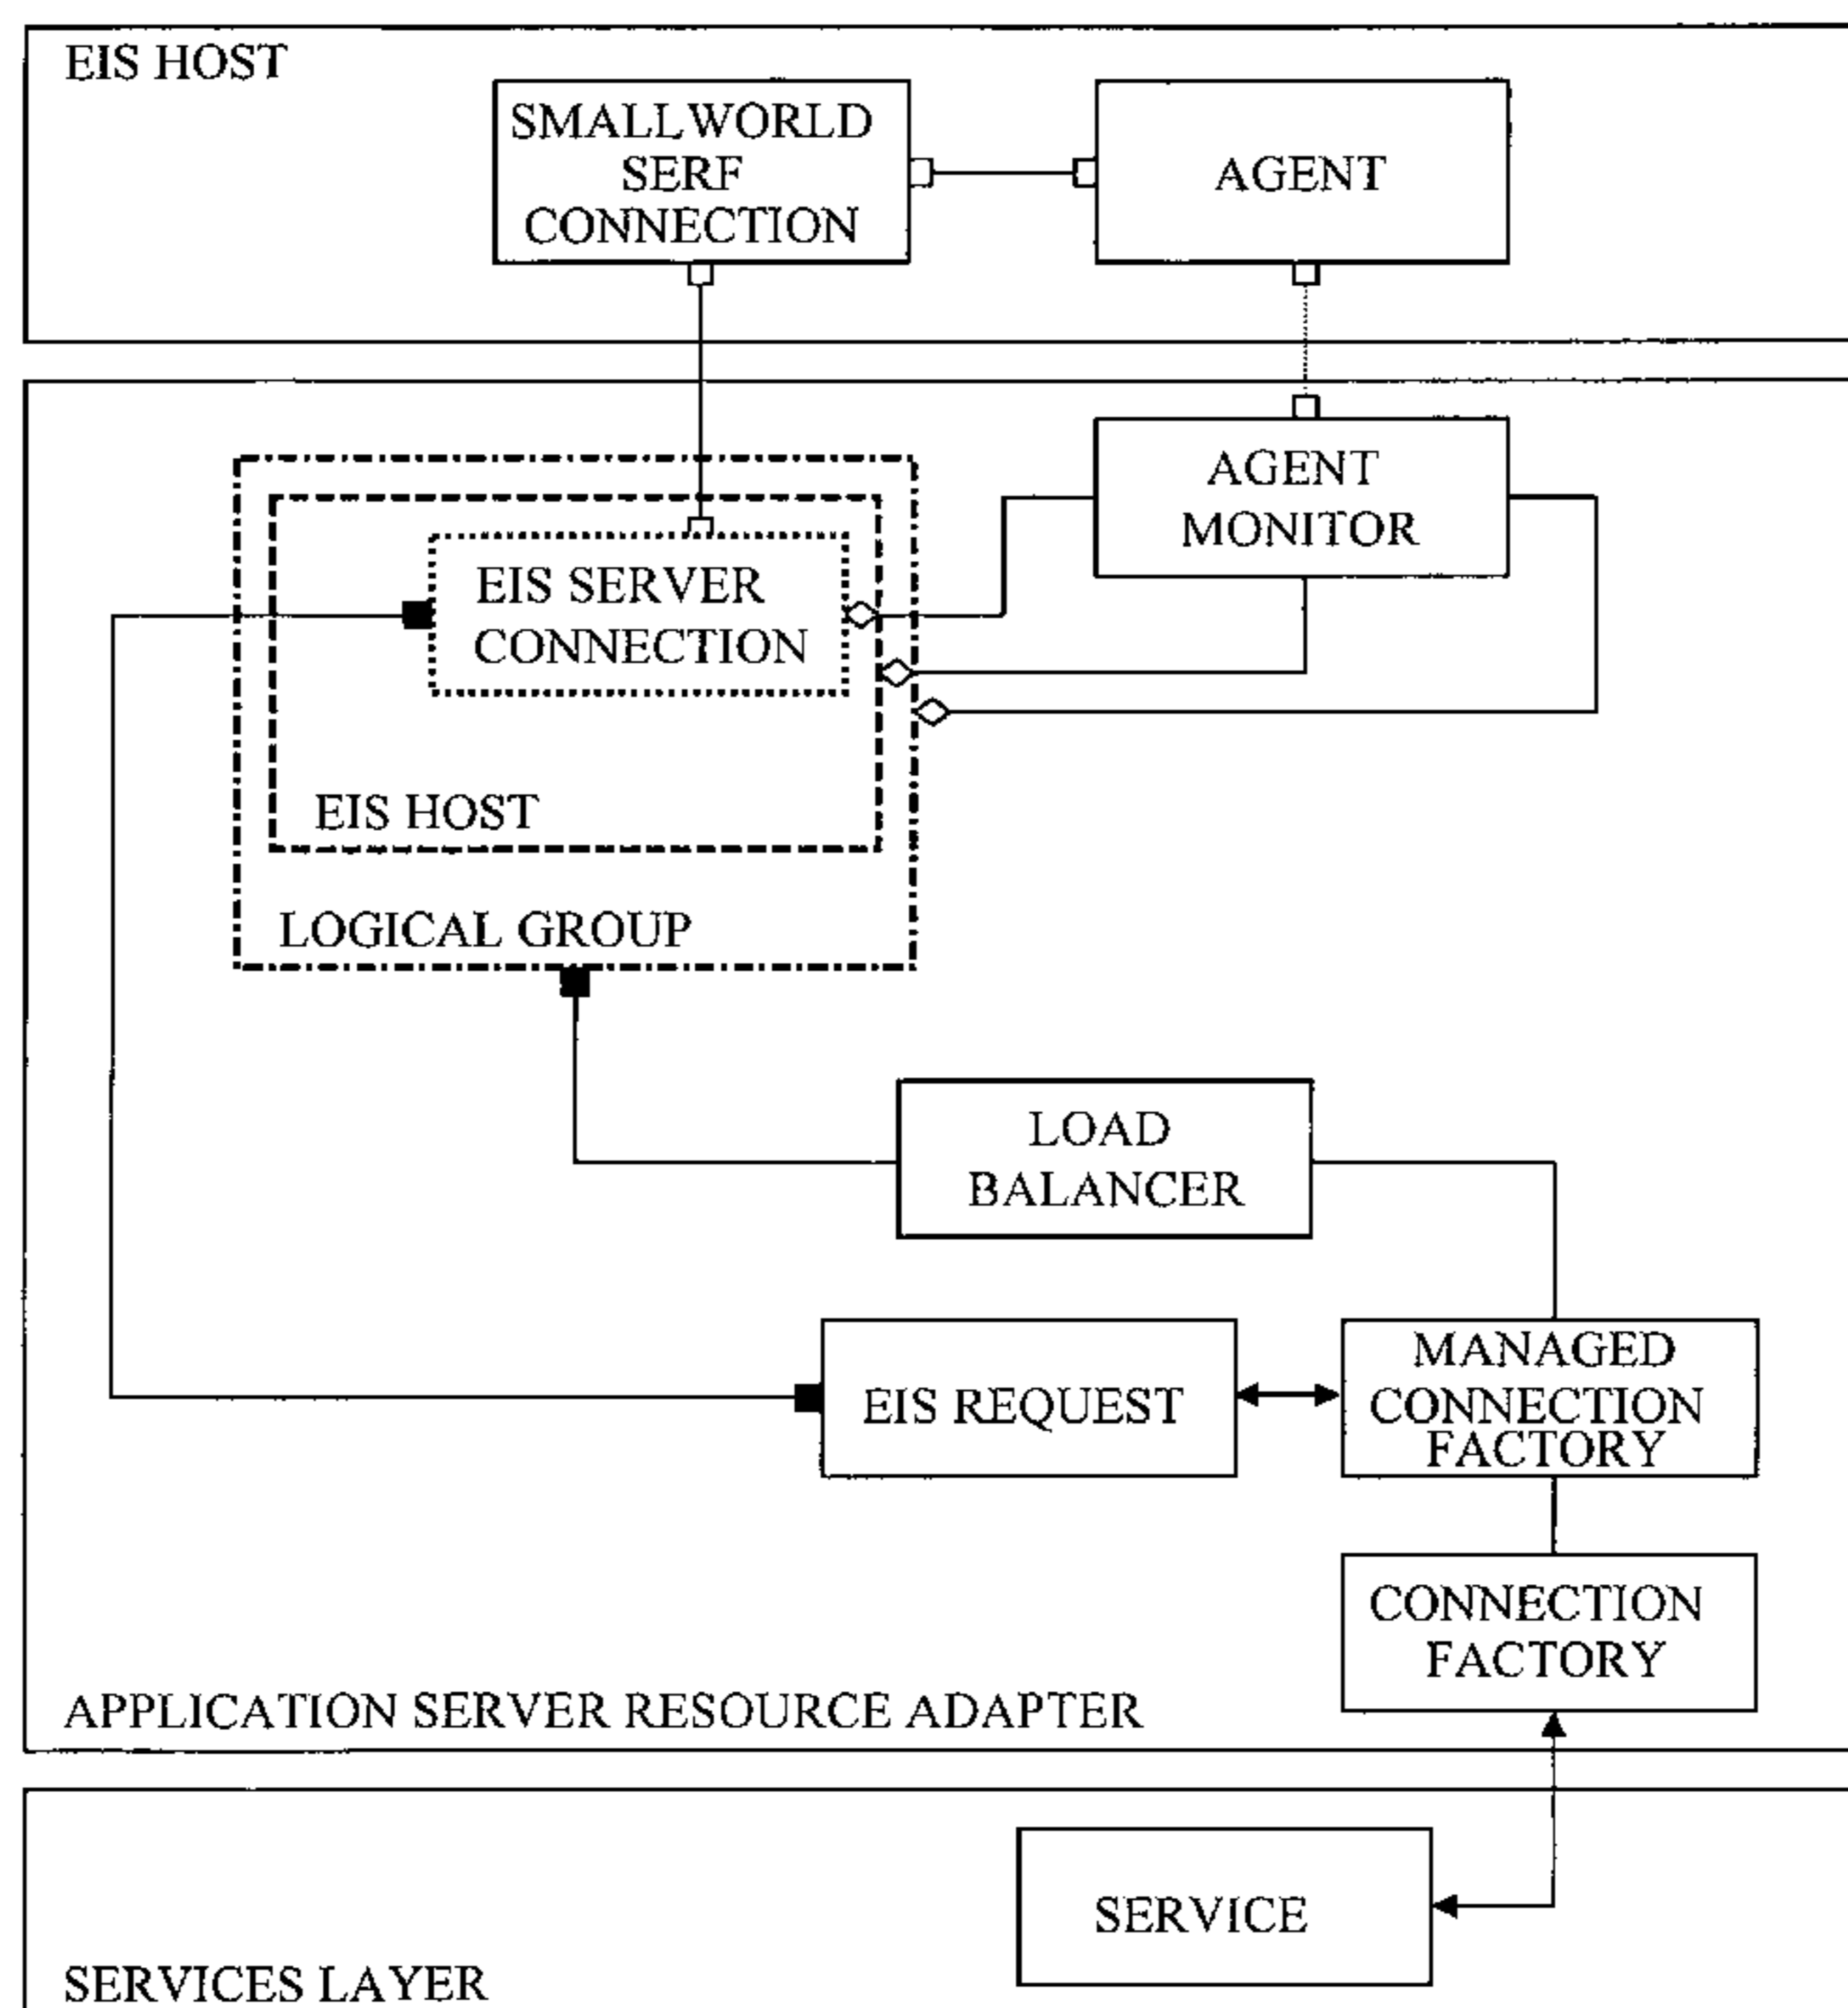 EIS HOST
SMALLWORLD
SERF
CONNECTION
AGENT
AGENT
MONITOR
EIS SERVER
CONNECTION
EIS HOST
LOGICAL GROUP
LOAD
BALANCER
EIS REQUEST
MANAGED
CONNECTION
FACTORY
CONNECTION
FACTORY
APPLICATION SERVER RESOURCE ADAPTER
SERVICE
SERVICES LAYER